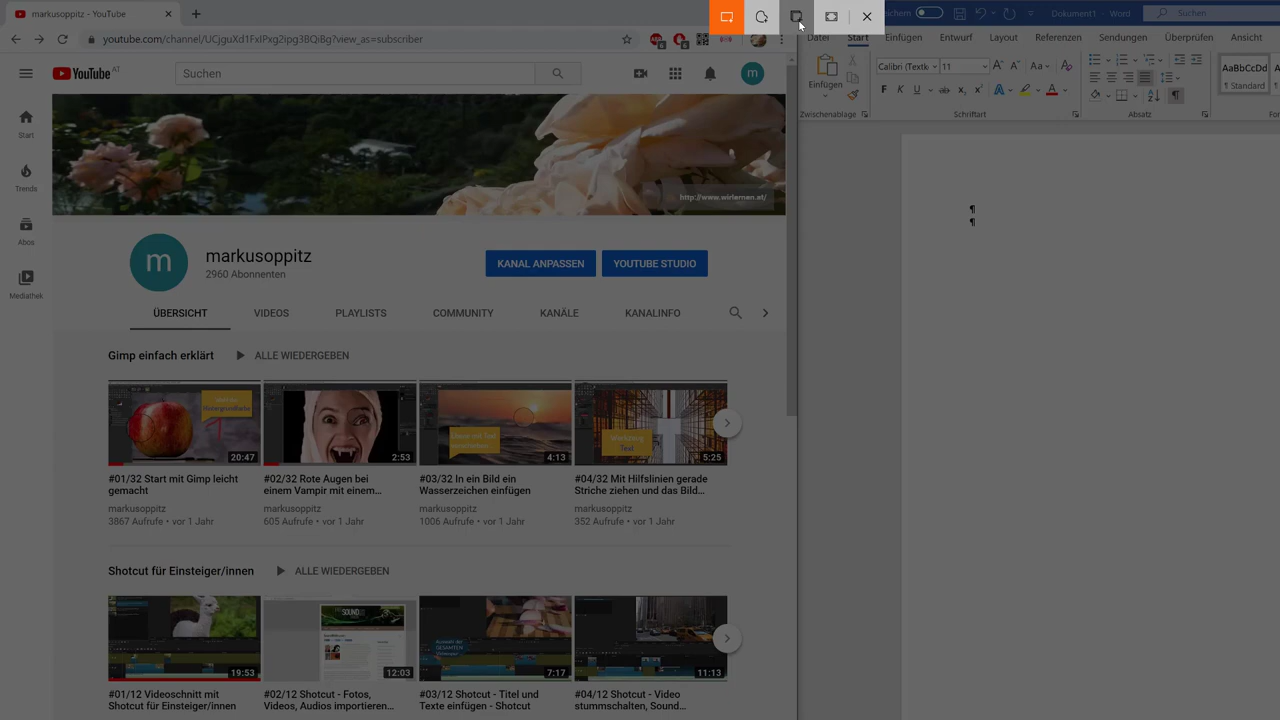 markusoppitz - YouTube
youtube.com/channel/UCjguXd1FxIPxg2ipg3BQiBg?view_as=subscriber
Dokument1 - Word
Suchen
Datei
Start
Einfügen
Entwurf
Layout
Referenzen
Sendungen
Überprüfen
Ansicht
Calibri (Textk
11
Einfügen
F K U ab x₂ x²
AaBbCcDc
¶ Standard
Zwischenablage
Schriftart
Absatz
YouTube AT
Suchen
m
Start
Trends
Abos
Mediathek
http://www.wirlernen.at/
m
markusoppitz
2960 Abonnenten
KANAL ANPASSEN
YOUTUBE STUDIO
ÜBERSICHT
VIDEOS
PLAYLISTS
COMMUNITY
KANÄLE
KANALINFO
Gimp einfach erklärt
ALLE WIEDERGEBEN
20:47
2:53
4:13
Werkzeug
Text
5:25
#01/32 Start mit Gimp leicht
gemacht
markusoppitz
3867 Aufrufe • vor 1 Jahr
#02/32 Rote Augen bei
einem Vampir mit einem...
markusoppitz
605 Aufrufe • vor 1 Jahr
#03/32 In ein Bild ein
Wasserzeichen einfügen
markusoppitz
1006 Aufrufe • vor 1 Jahr
#04/32 Mit Hilfslinien gerade
Striche ziehen und das Bild...
markusoppitz
352 Aufrufe • vor 1 Jahr
Shotcut für Einsteiger/innen
ALLE WIEDERGEBEN
19:53
SOUND
12:03
7:17
11:13
#01/12 Videoschnitt mit
Shotcut für Einsteiger/innen
#02/12 Shotcut - Fotos,
Videos, Audios importieren...
#03/12 Shotcut - Titel und
Texte einfügen - Shotcut
#04/12 Shotcut - Video
stummschalten, Sound...
¶
¶